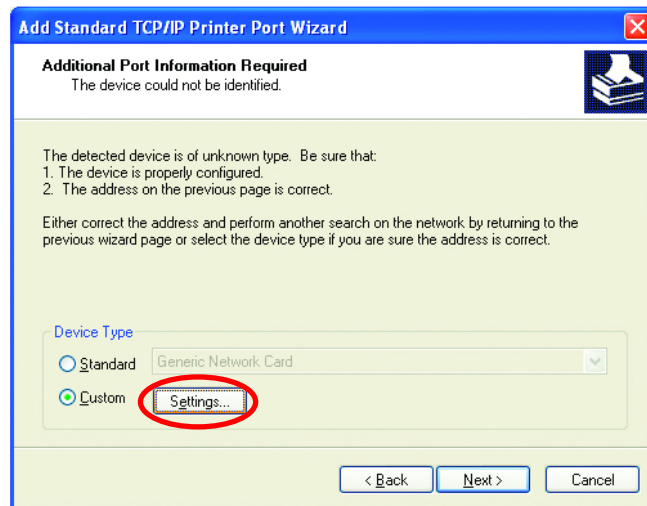 Add Standard TCP/IP Printer Port Wizard
Additional Port Information Required
The device could not be identified.
The detected device is of unknown type.  Be sure that:
1. The device is properly configured.
2.  The address on the previous page is correct.
Either correct the address and perform another search on the network by returning to the
previous wizard page or select the device type if you are sure the address is correct.
Device Type
Standard Generic Network Card
Custom Settings...
< Back Next > Cancel